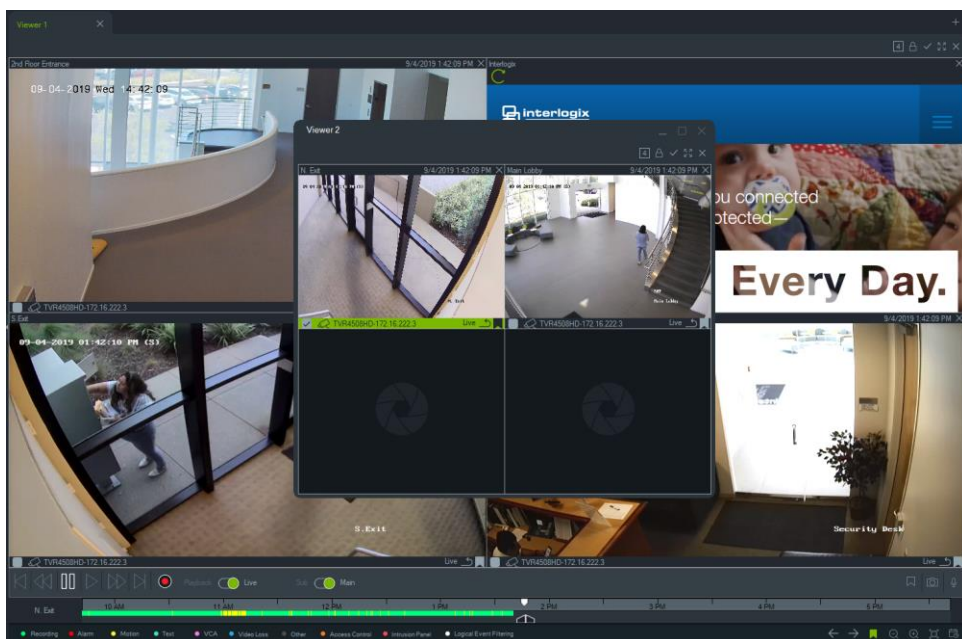 Viewer 1
2nd Floor Entrance
9/4/2019 1:42:09 PM
Interlogix
09-04-2019 Wed 14:42:09
interlogix
Viewer 2
4
4
N. Exit
9/4/2019 1:42:09 PM
Main Lobby
9/4/2019 1:42:09 PM
ou connected
otected—
Every Day.
N. Exit
Main Lobby
TVR4508HD-172.16.222.3
TVR4508HD-172.16.222.3
Live
TVR4508HD-172.16.222.3
Live
S.Exit
9/4/2019 1:42:09 PM
09-04-2019 01:42:10 PM (S)
S.Exit
Security Desk
TVR4508HD-172.16.222.3
Live
TVR4508HD-172.16.222.3
Live
Playback
Live
Sub
Main
N. Exit
10 AM
11 AM
12 PM
1 PM
2 PM
3 PM
4 PM
5 PM
Recording
Alarm
Motion
Text
VCA
Video Loss
Other
Access Control
Intrusion Panel
Logical Event Filtering